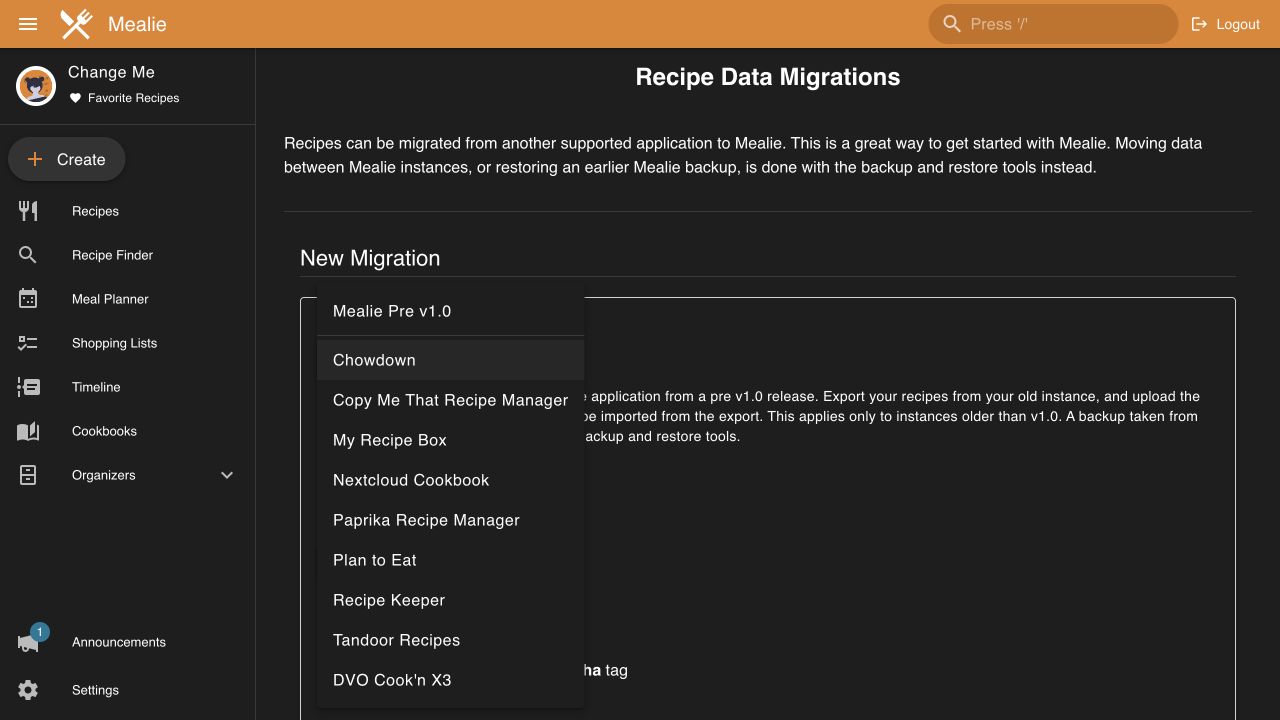 Mealie
Press '/'
Logout
Change Me
Favorite Recipes
Create
Recipes
Recipe Finder
Meal Planner
Shopping Lists
Timeline
Cookbooks
Organizers
1
Announcements
Settings
Recipe Data Migrations
Recipes can be migrated from another supported application to Mealie. This is a great way to get started with Mealie. Moving data
between Mealie instances, or restoring an earlier Mealie backup, is done with the backup and restore tools instead.
New Migration
Mealie Pre v1.0
Chowdown
Copy Me That Recipe Manager
My Recipe Box
Nextcloud Cookbook
Paprika Recipe Manager
Plan to Eat
Recipe Keeper
Tandoor Recipes
DVO Cook'n X3
application from a pre v1.0 release. Export your recipes from your old instance, and upload the
be imported from the export. This applies only to instances older than v1.0. A backup taken from
and restore tools.
tag